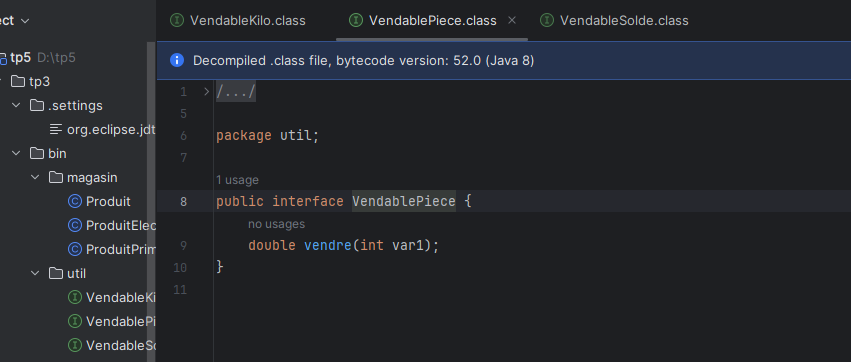 ect
VendableKilo.class
VendablePiece.class
VendableSolde.class
tp5 D:\tp5
tp3
.settings
org.eclipse.jdt
bin
magasin
Produit
ProduitElec
ProduitPrim
util
VendableKi
VendablePi
VendableSo
Decompiled .class file, bytecode version: 52.0 (Java 8)
1 /.../
5
6 package util;
7
1 usage
8 public interface VendablePiece {
no usages
9 double vendre(int var1);
10 }
11